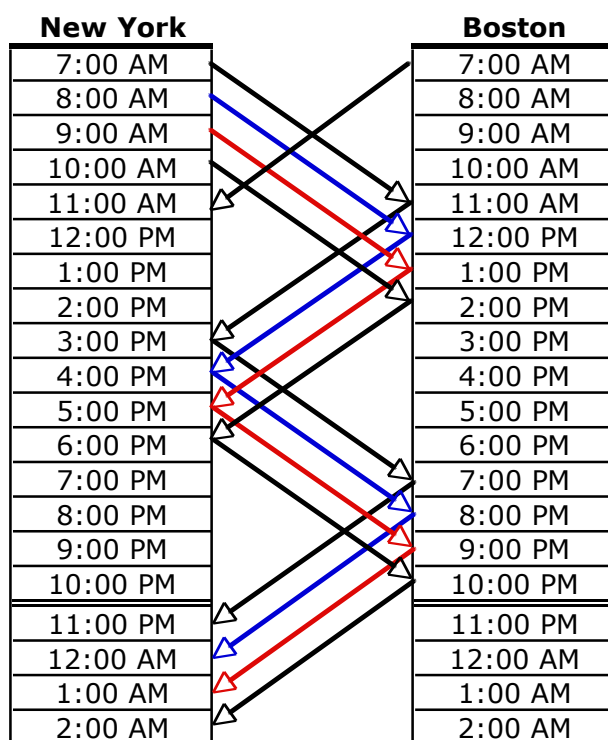 New York Boston
7:00 AM 7:00 AM
8:00 AM 8:00 AM
9:00 AM 9:00 AM
10:00 AM 10:00 AM
11:00 AM 11:00 AM
12:00 PM 12:00 PM
1:00 PM 1:00 PM
2:00 PM 2:00 PM
3:00 PM 3:00 PM
4:00 PM 4:00 PM
5:00 PM 5:00 PM
6:00 PM 6:00 PM
7:00 PM 7:00 PM
8:00 PM 8:00 PM
9:00 PM 9:00 PM
10:00 PM 10:00 PM
11:00 PM 11:00 PM
12:00 AM 12:00 AM
1:00 AM 1:00 AM
2:00 AM 2:00 AM